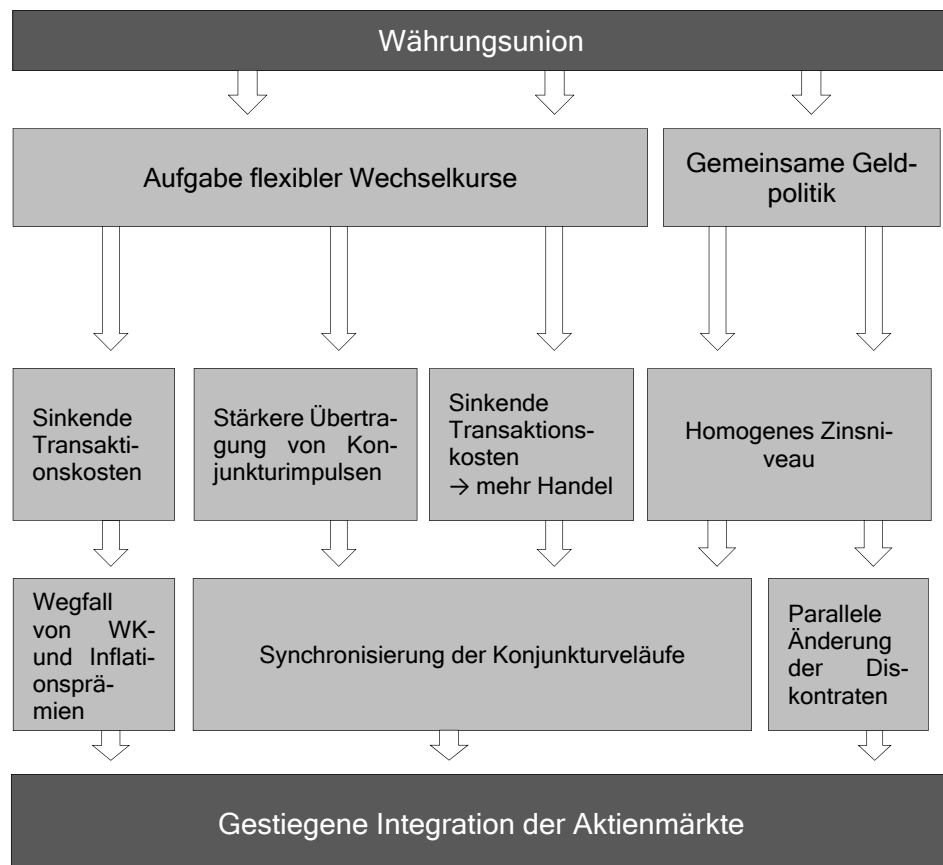 Währungsunion
Aufgabe flexibler Wechselkurse
Gemeinsame Geld-
politik
Sinkende
Transakti-
onskosten
Stärkere Übertra-
gung von Kon-
junkturimpulsen
Sinkende
Transaktions-
kosten
→ mehr Handel
Homogenes Zinsni-
veau
Wegfall
von WK-
und Inflati-
onsprä-
mien
Synchronisierung der Konjunkturveläufe
Parallele
Änderung
der Dis-
kontraten
Gestiegene Integration der Aktienmärkte